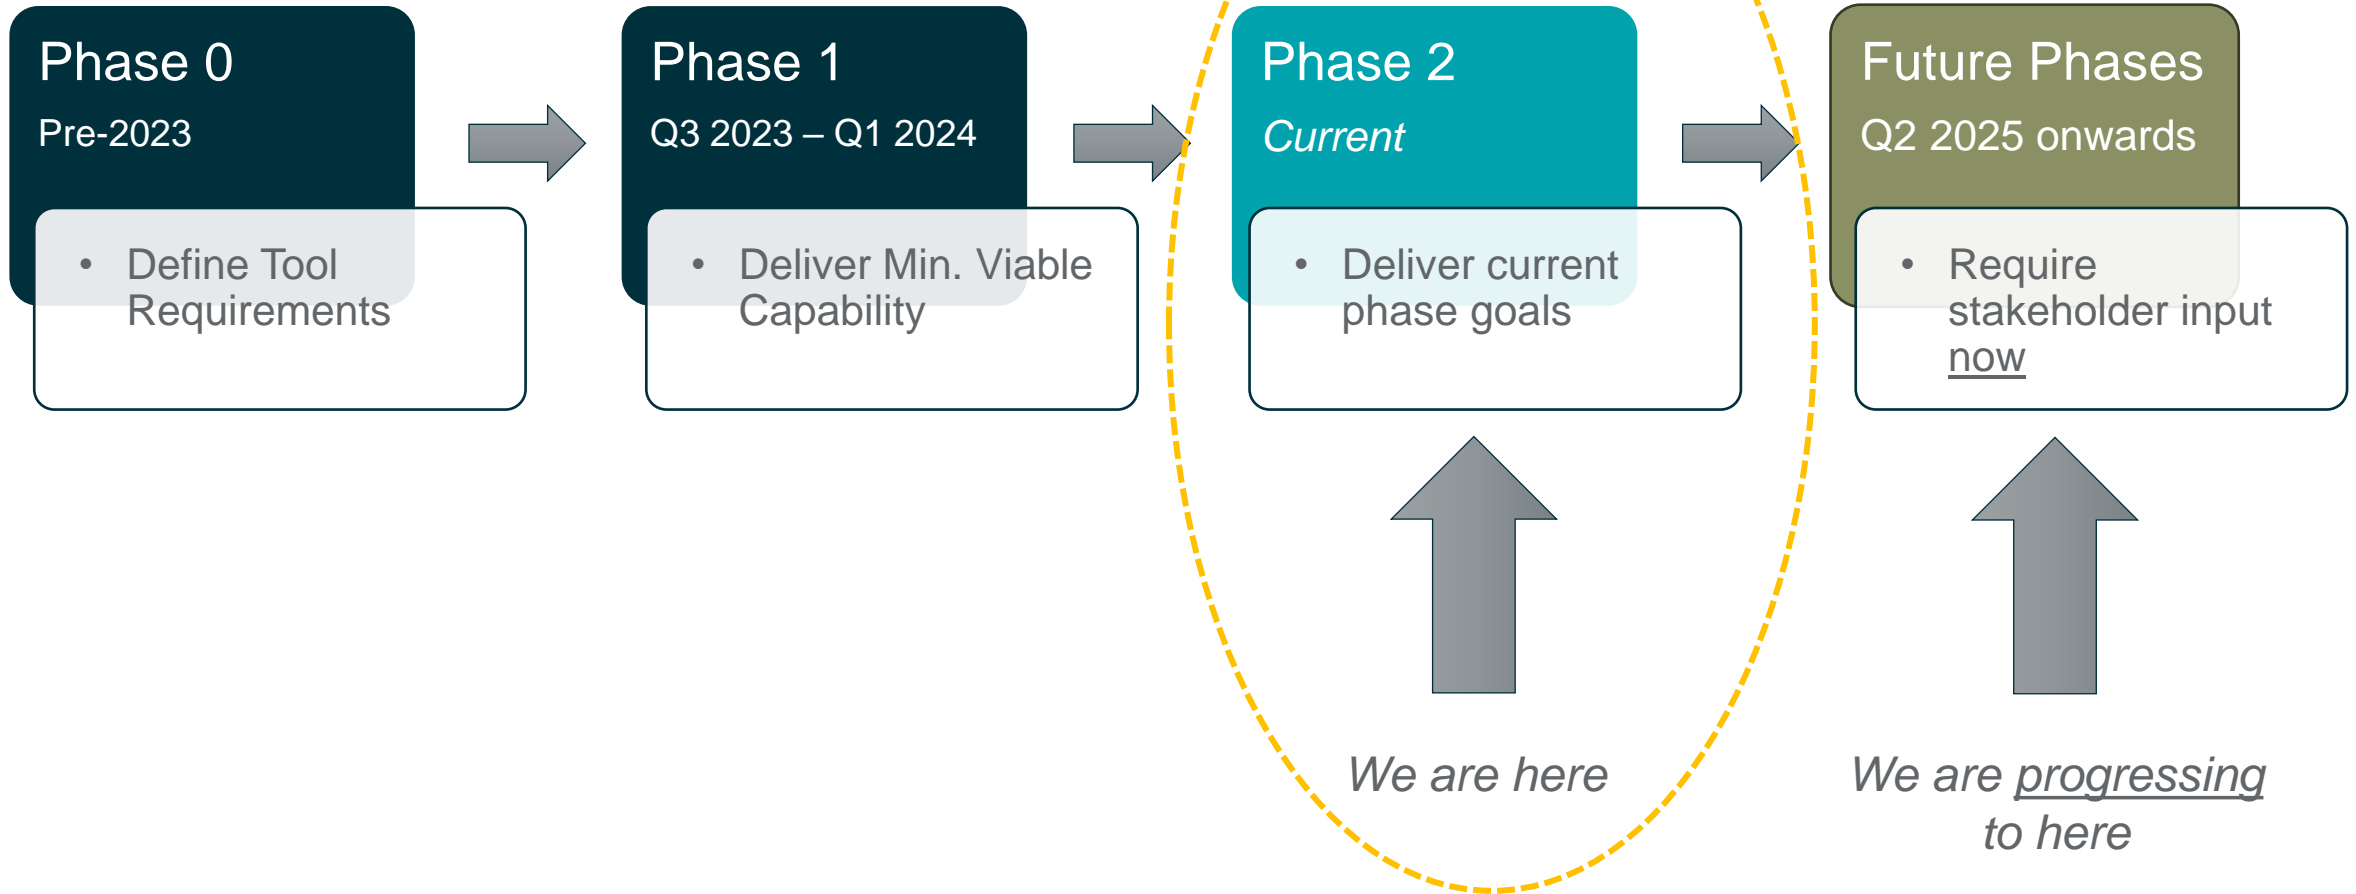 Phase 0
Pre-2023
• Define Tool
Requirements
Phase 1
Q3 2023 – Q1 2024
• Deliver Min. Viable
Capability
Phase 2
Current
• Deliver current
phase goals
Future Phases
Q2 2025 onwards
• Require
stakeholder input
now
We are here
We are progressing
to here